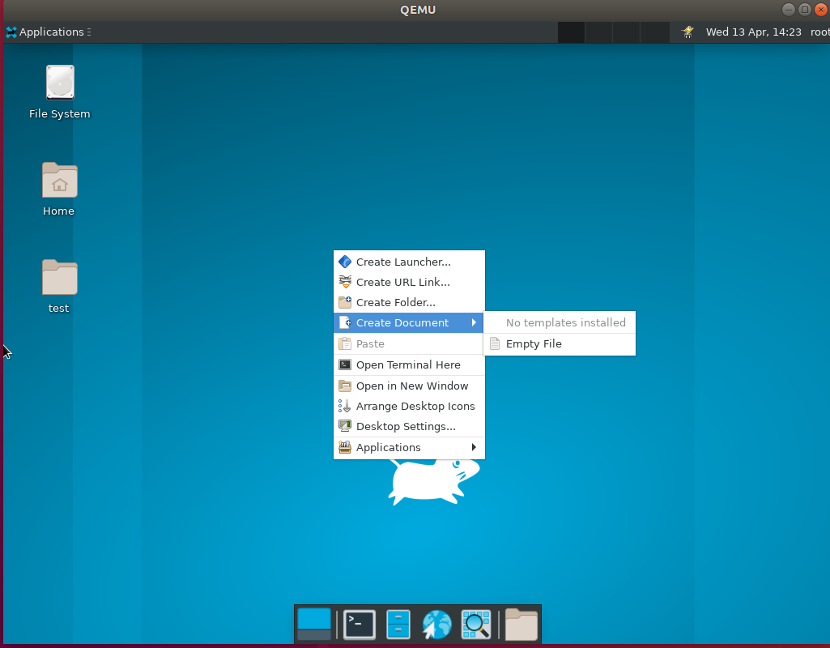 QEMU
Applications
Wed 13 Apr, 14:23 root
File System
Home
test
Create Launcher...
Create URL Link...
Create Folder...
Create Document
No templates installed
Paste
Empty File
Open Terminal Here
Open in New Window
Arrange Desktop Icons
Desktop Settings...
Applications
>_